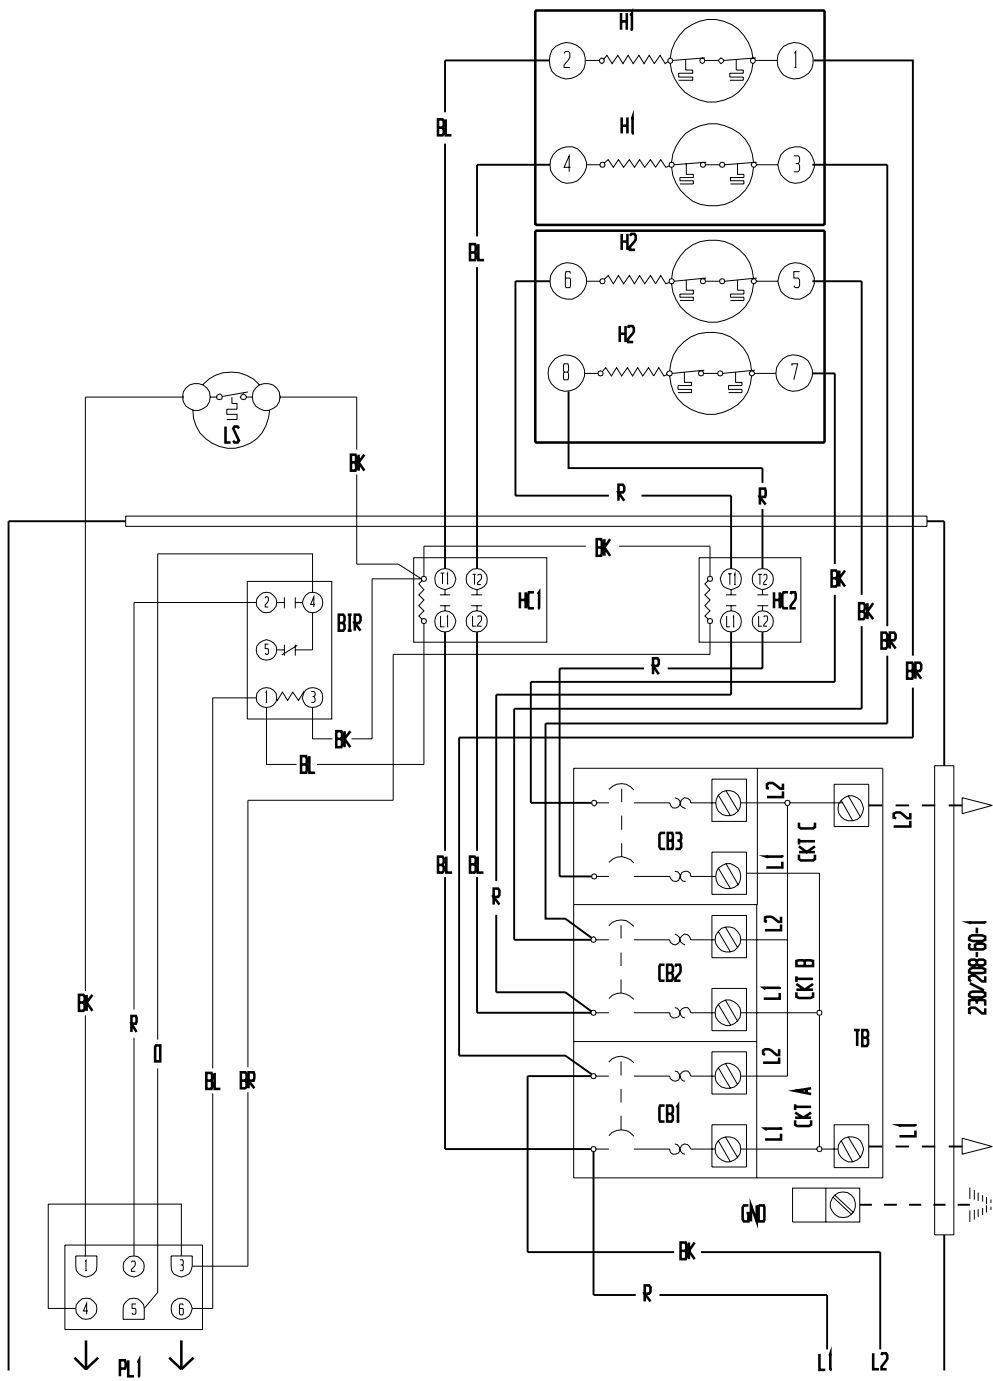 H1
2
1
BL
H1
4
3
BL
H2
6
5
H2
8
7
LS
BK
R
R
BK
T1
T2
HC1
L1
L2
T1
T2
HC2
L1
L2
BK
BK
BR
BR
2
4
BIR
5
1
3
BK
BL
R
BL
BL
R
L2
CKT C
CB3
L1
L2
L2
CKT B
CB2
L1
230/208-60-1
TB
L2
CKT A
CB1
L1
L1
BK
R
O
BL
BR
GND
BK
R
1
2
3
4
5
6
PL1
L1
L2